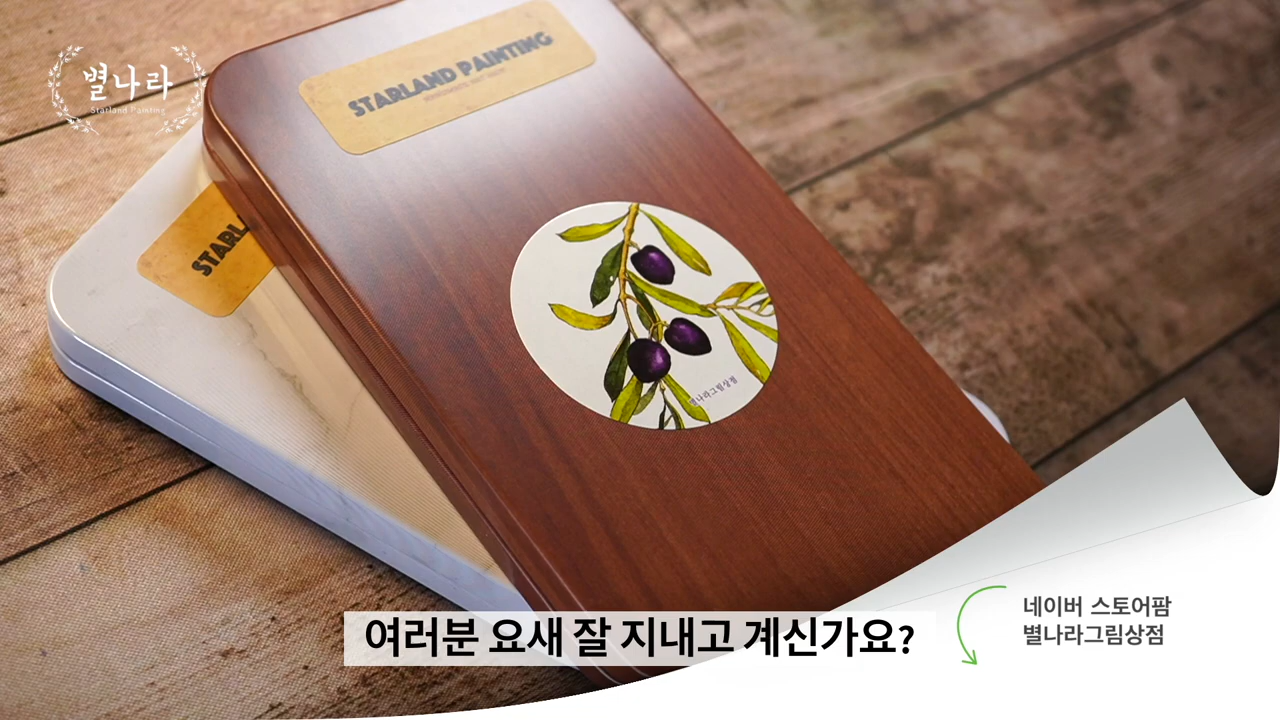 별나라
Starland Painting
STARLAND PAINTING
STARL
별나라그림상점
여러분 요새 잘 지내고 계신가요?
네이버 스토어팜
별나라그림상점